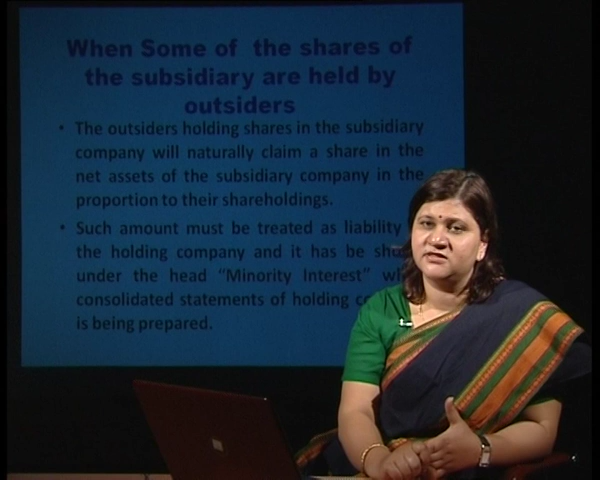 When Some of the shares of
the subsidiary are held by
outsiders
• The outsiders holding shares in the subsidiary
company will naturally claim a share in the
net assets of the subsidiary company in the
proportion to their shareholdings.
• Such amount must be treated as liability
the holding company and it has be
under the head “Minority Interest”
consolidated statements of holding
is being prepared.